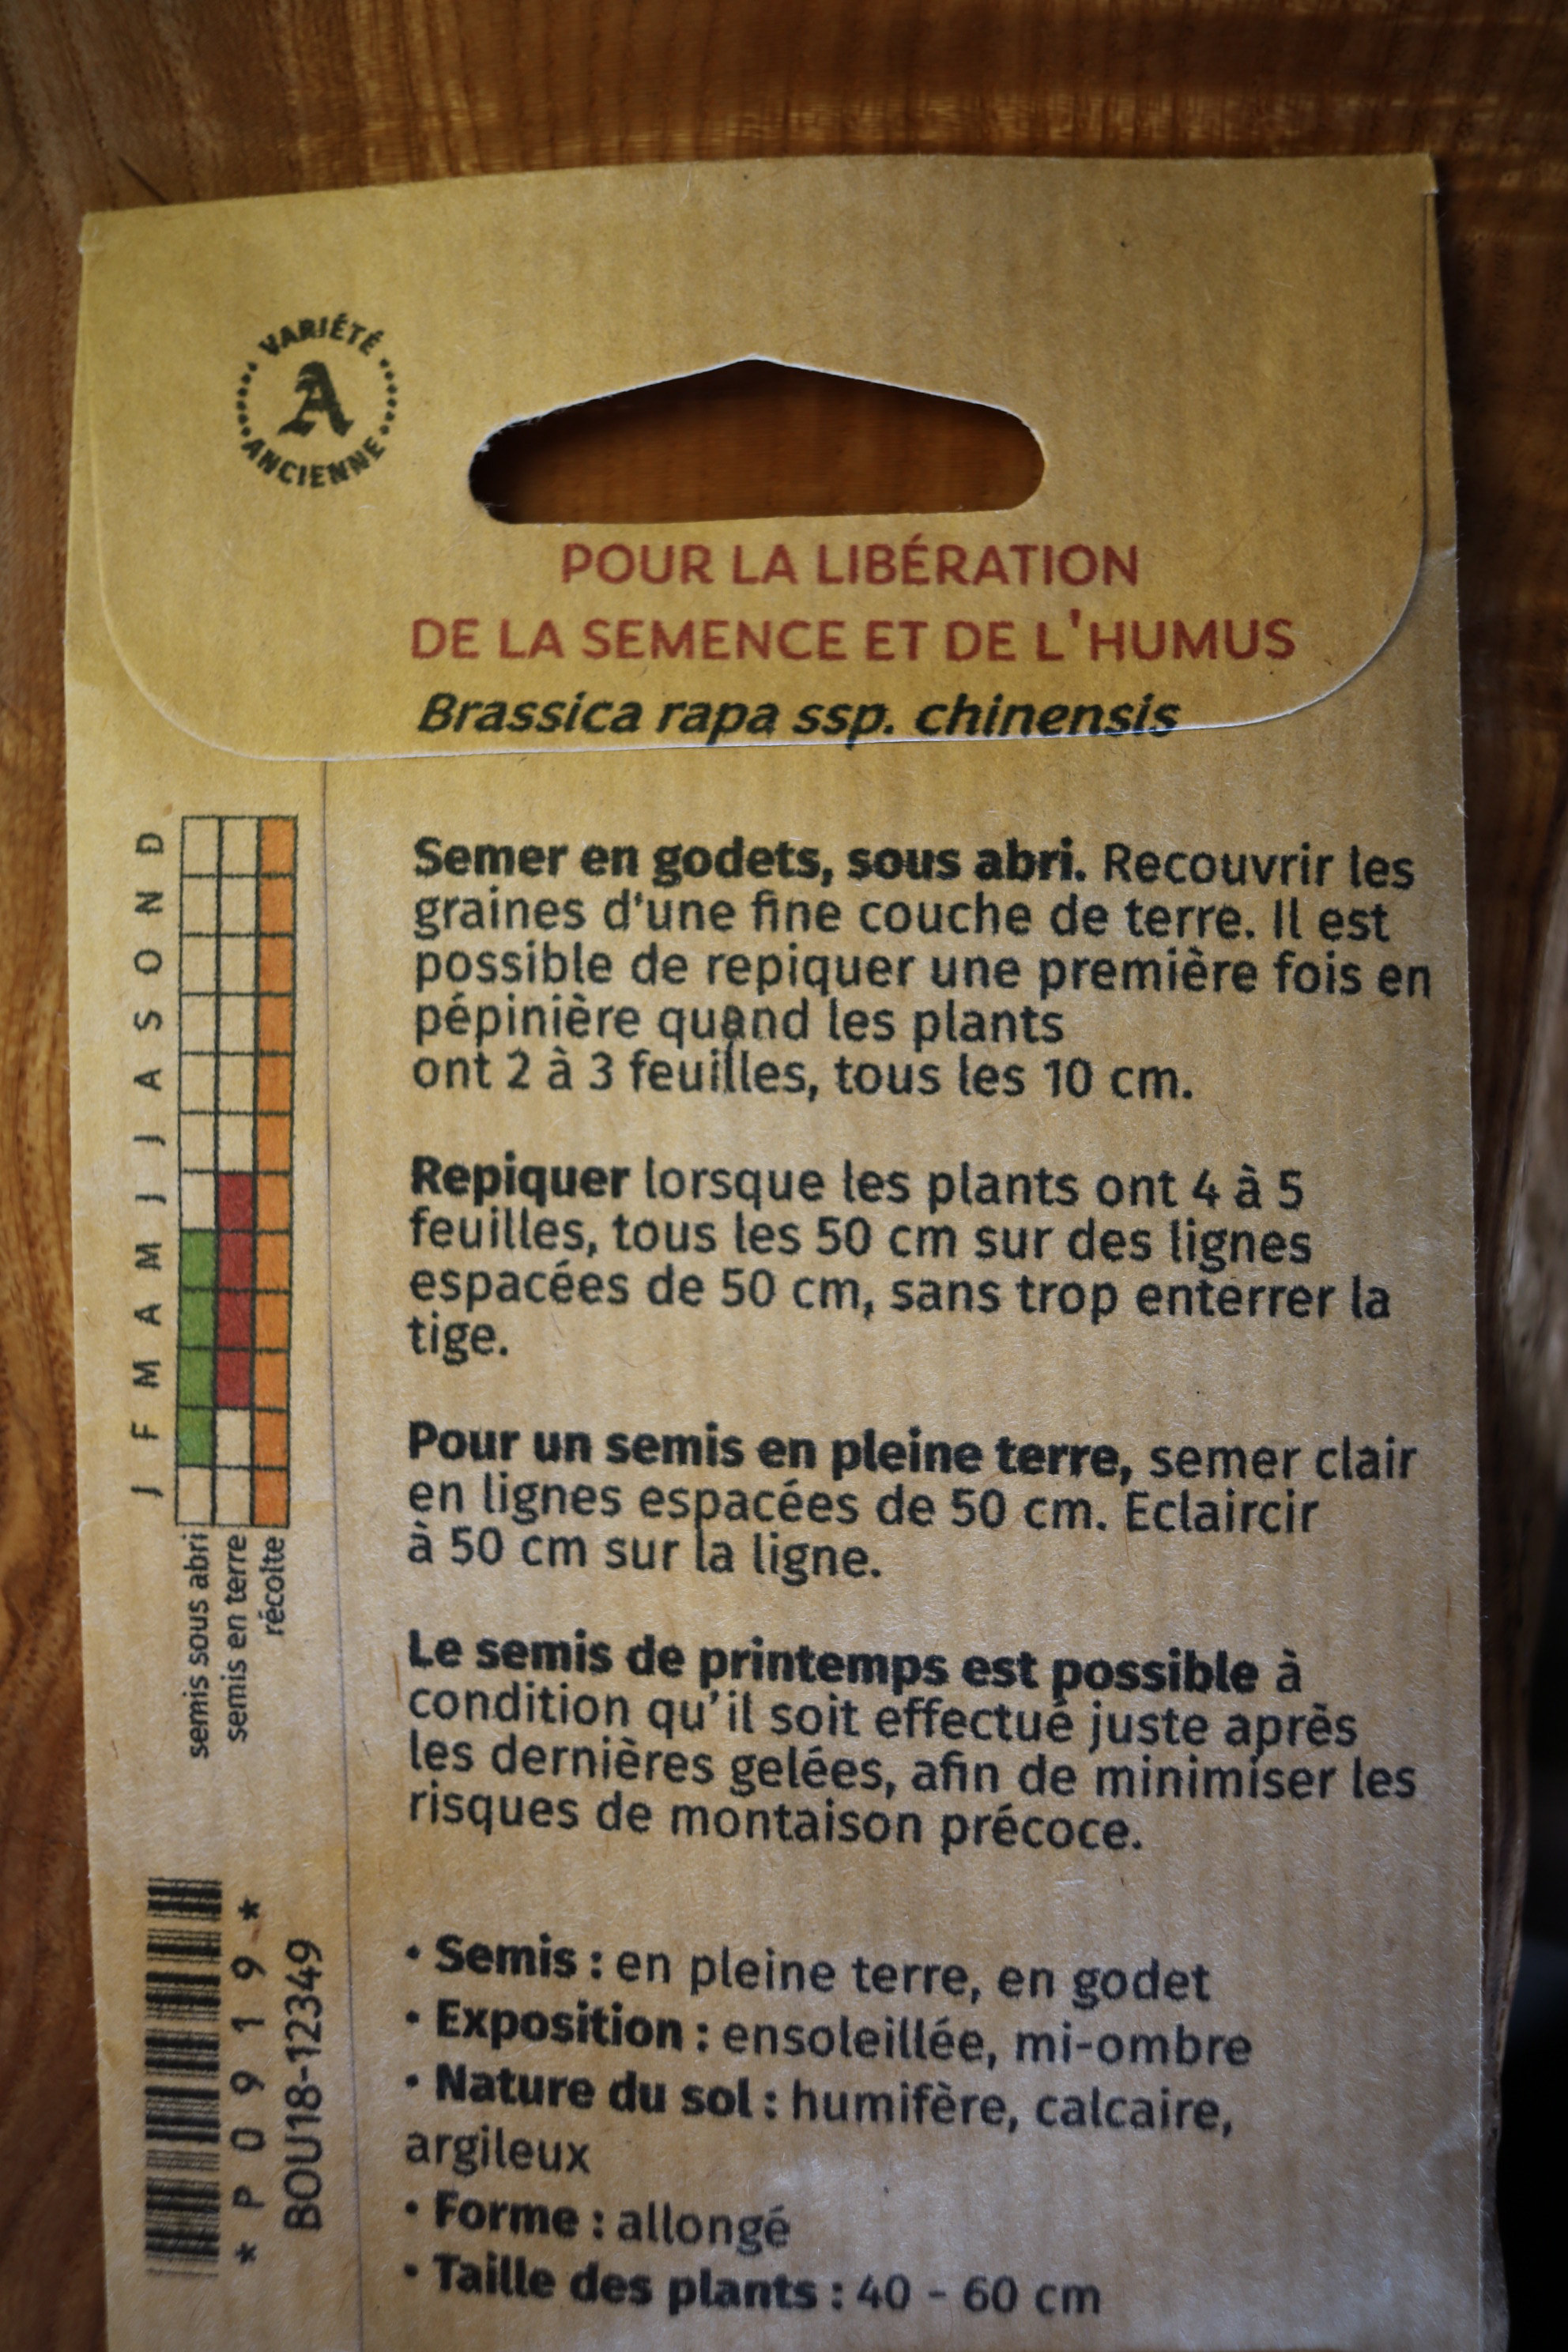 VARIÉTÉ
A
ANCIENNE
POUR LA LIBÉRATION
DE LA SEMENCE ET DE L'HUMUS
Brassica rapa ssp. chinensis
J F M A M J J A S O N D
semis sous abri
semis en terre
récolte
Semer en godets, sous abri. Recouvrir les
graines d'une fine couche de terre. Il est
possible de repiquer une première fois en
pépinière quand les plants
ont 2 à 3 feuilles, tous les 10 cm.
Repiquer lorsque les plants ont 4 à 5
feuilles, tous les 50 cm sur des lignes
espacées de 50 cm, sans trop enterrer la
tige.
Pour un semis en pleine terre, semer clair
en lignes espacées de 50 cm. Eclaircir
à 50 cm sur la ligne.
Le semis de printemps est possible à
condition qu'il soit effectué juste après
les dernières gelées, afin de minimiser les
risques de montaison précoce.
• Semis : en pleine terre, en godet
• Exposition : ensoleillée, mi-ombre
• Nature du sol : humifère, calcaire,
argileux
• Forme : allongé
• Taille des plants : 40 - 60 cm
* P 0 9 1 9 *
BOU18-12349